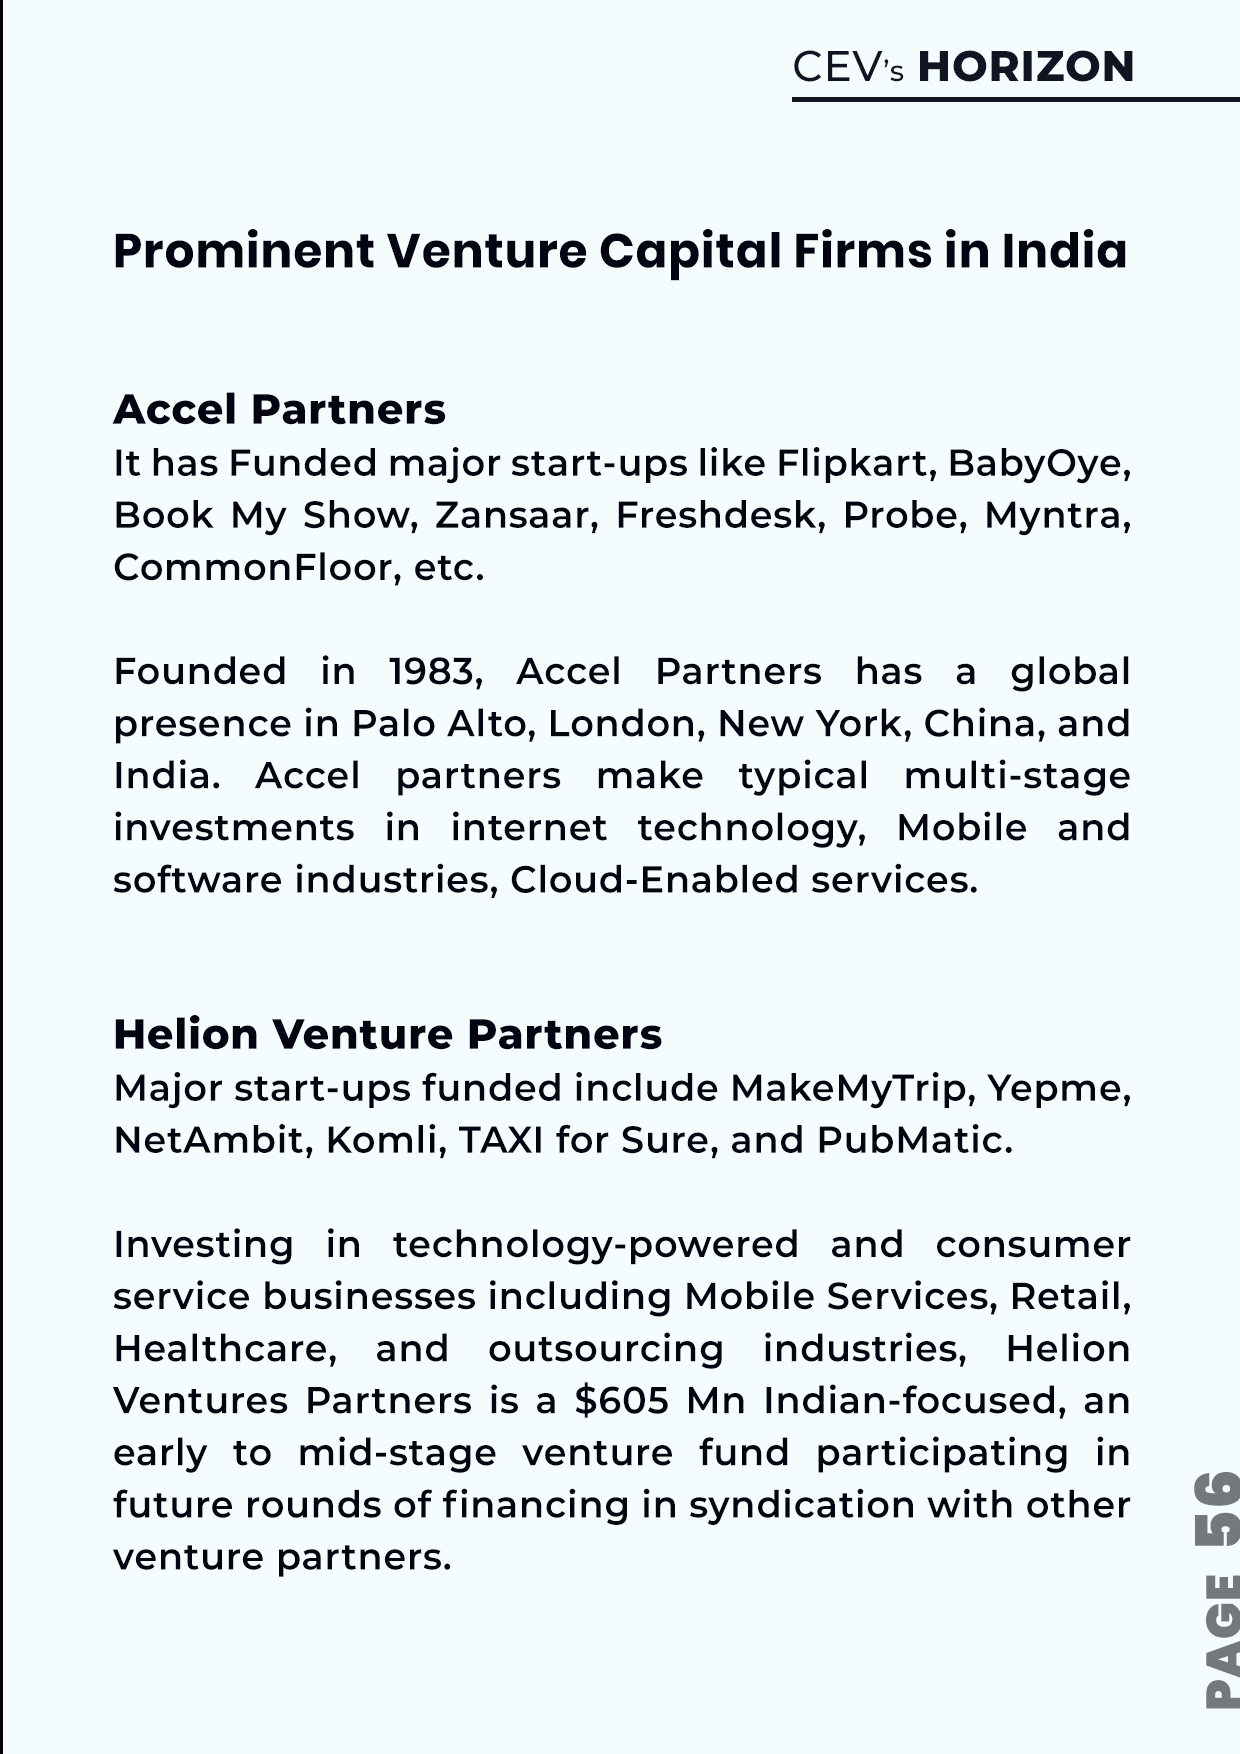 CEV's HORIZON
Prominent Venture Capital Firms in India
Accel Partners
It has Funded major start-ups like Flipkart, BabyOye,
Book My Show, Zansaar, Freshdesk, Probe, Myntra,
CommonFloor, etc.
Founded in 1983, Accel Partners has a global
presence in Palo Alto, London, New York, China, and
India. Accel partners make typical multi-stage
investments in internet technology, Mobile and
software industries, Cloud-Enabled services.
Helion Venture Partners
Major start-ups funded include MakeMyTrip, Yepme,
NetAmbit, Komli, TAXI for Sure, and PubMatic.
Investing in technology-powered and consumer
service businesses including Mobile Services, Retail,
Healthcare, and outsourcing industries, Helion
Ventures Partners is a $605 Mn Indian-focused, an
early to mid-stage venture fund participating in
future rounds of financing in syndication with other
venture partners.
PAGE 56